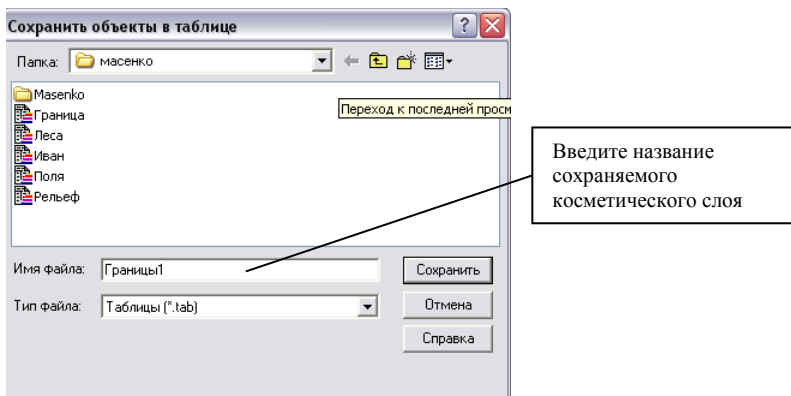 Сохранить объекты в таблице
Папка: масенко
Masenko
Граница
Леса
Иван
Поля
Рельеф
Переход к последней просм
Введите название
сохраняемого
косметического слоя
Имя файла: Границы1
Сохранить
Тип файла: Таблицы (*.tab)
Отмена
Справка